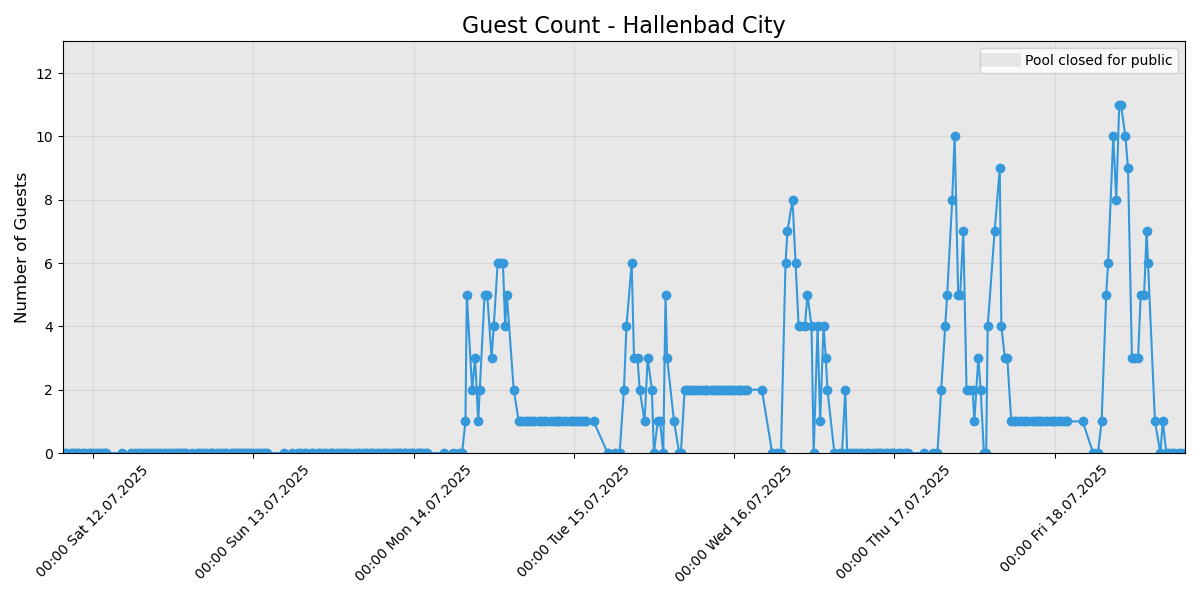 Guest Count - Hallenbad City
Pool closed for public
Number of Guests
12
10
8
6
4
2
0
00:00 Sat 12.07.2025
00:00 Sun 13.07.2025
00:00 Mon 14.07.2025
00:00 Tue 15.07.2025
00:00 Wed 16.07.2025
00:00 Thu 17.07.2025
00:00 Fri 18.07.2025